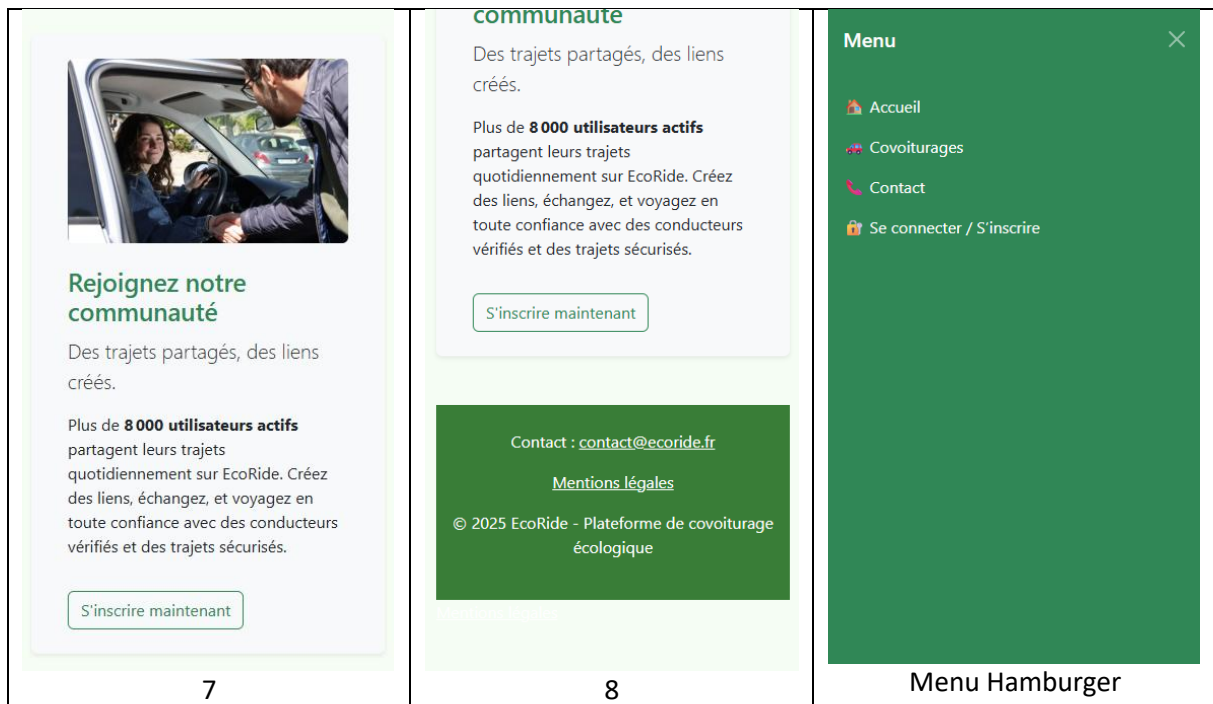 Rejoignez notre
communauté
Des trajets partagés, des liens
créés.
Plus de 8 000 utilisateurs actifs
partagent leurs trajets
quotidiennement sur EcoRide. Créez
des liens, échangez, et voyagez en
toute confiance avec des conducteurs
vérifiés et des trajets sécurisés.
S'inscrire maintenant
7
communauté
Des trajets partagés, des liens
créés.
Plus de 8 000 utilisateurs actifs
partagent leurs trajets
quotidiennement sur EcoRide. Créez
des liens, échangez, et voyagez en
toute confiance avec des conducteurs
vérifiés et des trajets sécurisés.
S'inscrire maintenant
Contact : contact@ecoride.fr
Mentions légales
© 2025 EcoRide - Plateforme de covoiturage
écologique
8
Menu
Accueil
Covoiturages
Contact
Se connecter / S'inscrire
Menu Hamburger